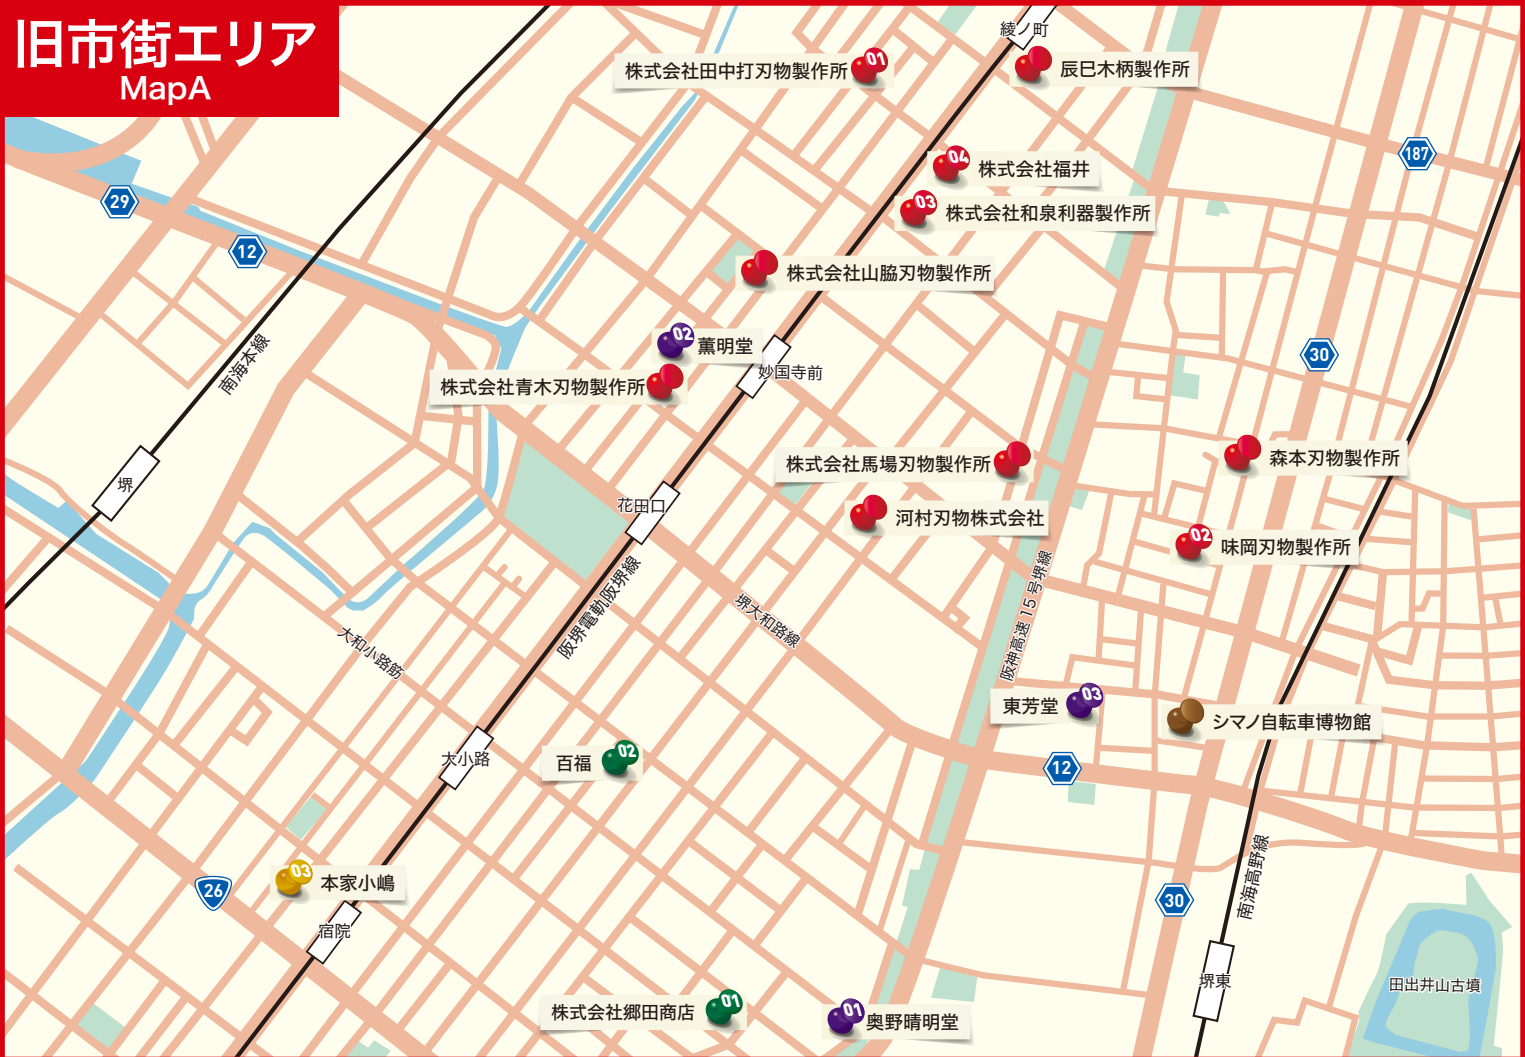 旧市街エリア
MapA
綾ノ町
株式会社田中打刃物製作所
01
辰巳木柄製作所
187
04
株式会社福井
29
03
株式会社和泉利器製作所
12
株式会社山脇刃物製作所
02
薫明堂
30
南海本線
妙国寺前
株式会社青木刃物製作所
株式会社馬場刃物製作所
森本刃物製作所
堺
花田口
河村刃物株式会社
02
味岡刃物製作所
阪堺電軌阪堺線
堺大和路線
阪神高速15号堺線
大和小路筋
東芳堂
03
シマノ自転車博物館
大小路
百福
02
12
26
03
本家小嶋
南海高野線
30
宿院
堺東
田出井山古墳
株式会社郷田商店
01
01
奥野晴明堂